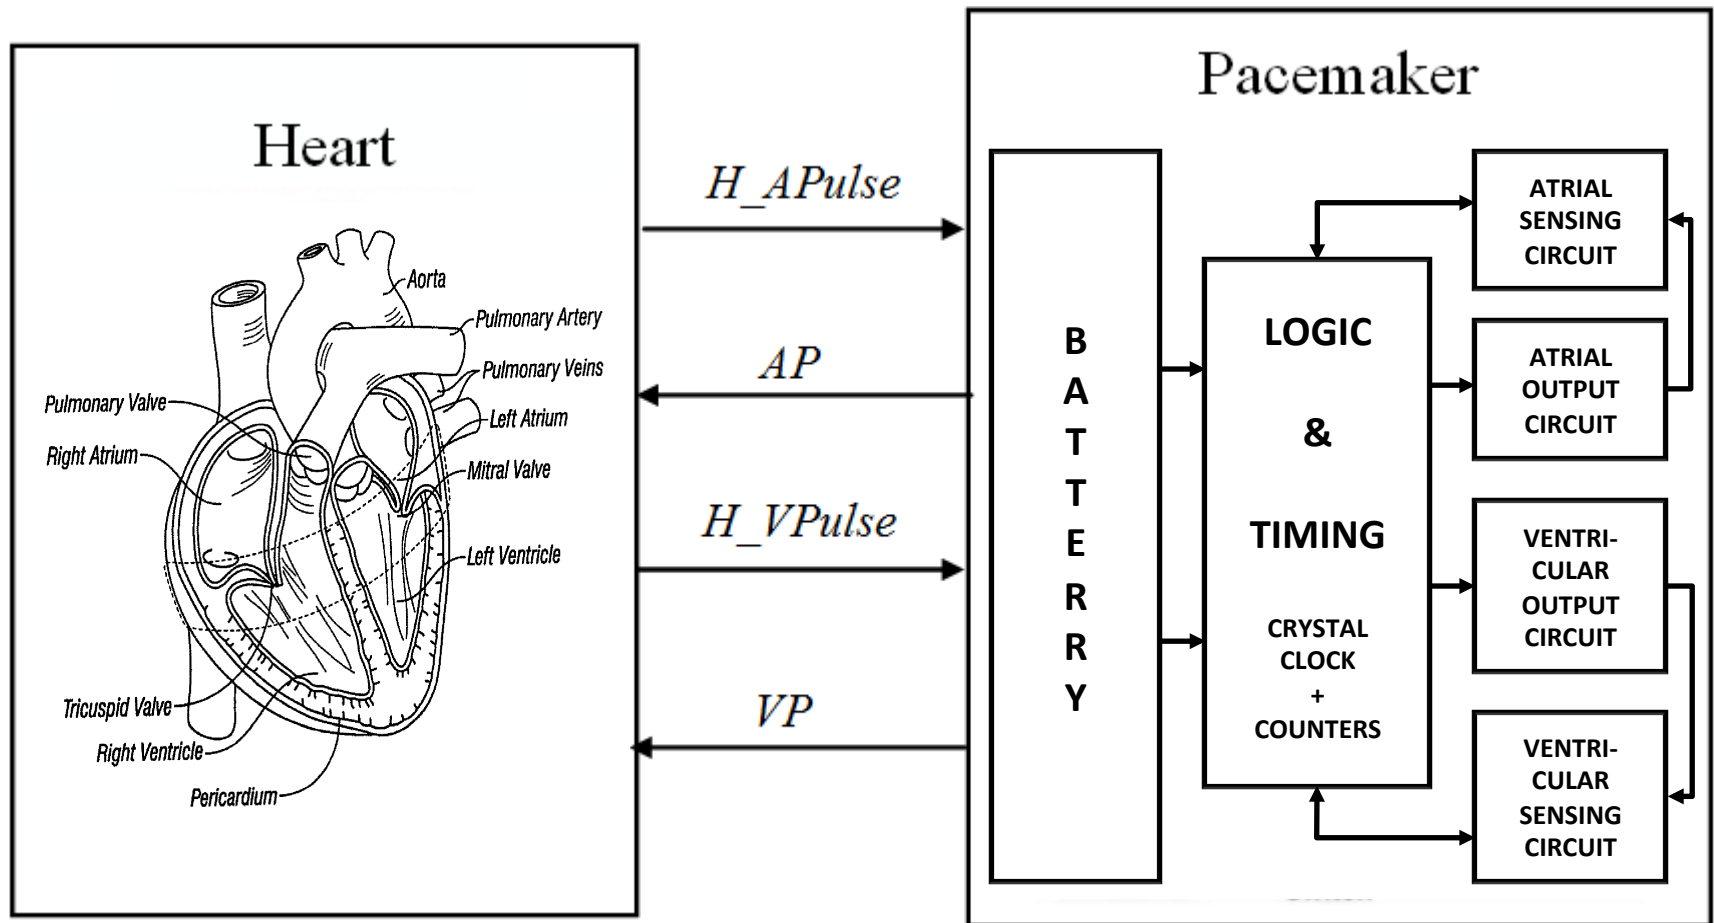 Heart
Aorta
Pulmonary Artery
Pulmonary Veins
Pulmonary Valve
Left Atrium
Right Atrium
Mitral Valve
Left Ventricle
Tricuspid Valve
Right Ventricle
Pericardium
H_APulse
AP
H_VPulse
VP
Pacemaker
B
A
T
T
E
R
R
Y
LOGIC
&
TIMING
CRYSTAL
CLOCK
+
COUNTERS
ATRIAL
SENSING
CIRCUIT
ATRIAL
OUTPUT
CIRCUIT
VENTRI-
CULAR
OUTPUT
CIRCUIT
VENTRI-
CULAR
SENSING
CIRCUIT